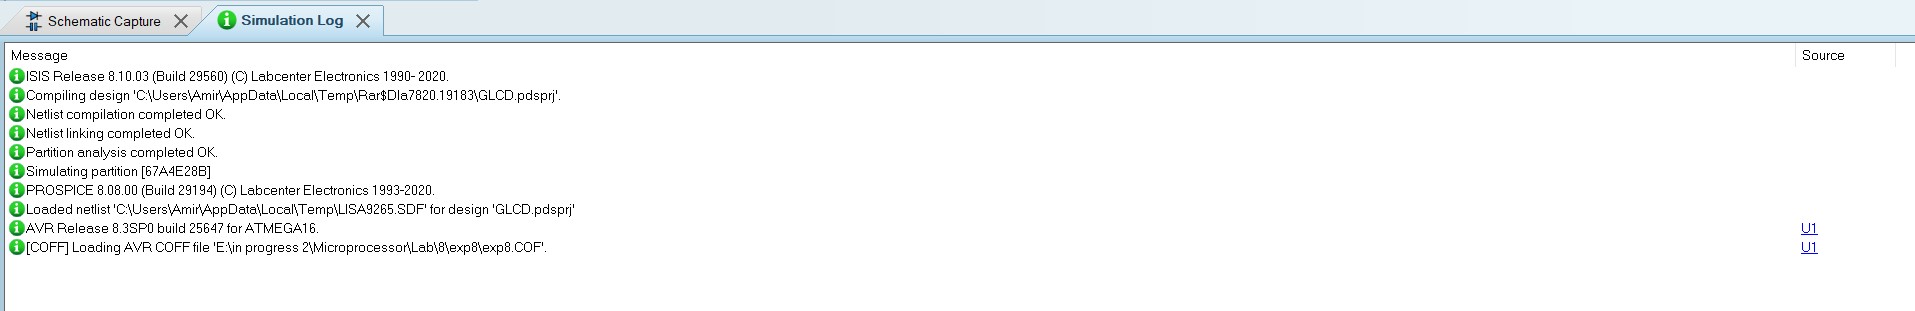 Schematic Capture Simulation Log
Message Source
ISIS Release 8.10.03 (Build 29560) (C) Labcenter Electronics 1990- 2020.
Compiling design 'C:\Users\Amir\AppData\Local\Temp\Rar$DIa7820.19183\GLCD.pdsprj'.
Netlist compilation completed OK.
Netlist linking completed OK.
Partition analysis completed OK.
Simulating partition [67A4E28B]
PROSPICE 8.08.00 (Build 29194) (C) Labcenter Electronics 1993-2020.
Loaded netlist 'C:\Users\Amir\AppData\Local\Temp\LISA9265.SDF' for design 'GLCD.pdsprj'
AVR Release 8.3SP0 build 25647 for ATMEGA16. U1
[COFF] Loading AVR COFF file 'E:\in progress 2\Microprocessor\Lab\8\exp8\exp8.COF'. U1